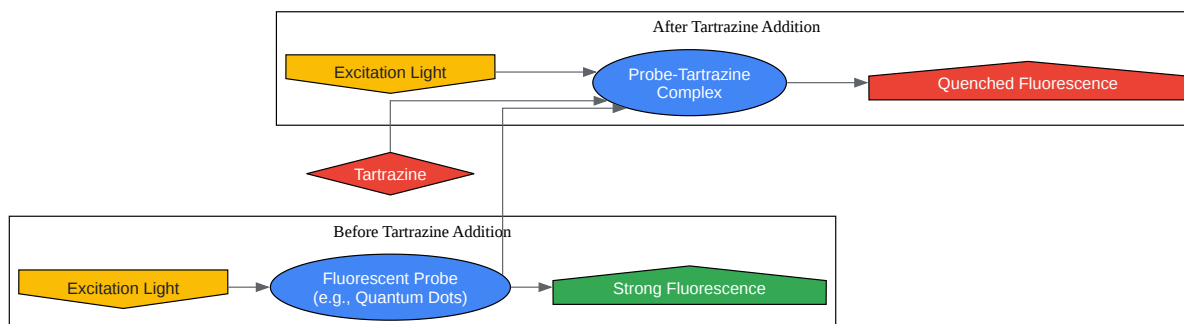 After Tartrazine Addition
Excitation Light
Probe-Tartrazine
Complex
Quenched Fluorescence
Tartrazine
Before Tartrazine Addition
Excitation Light
Fluorescent Probe
(e.g., Quantum Dots)
Strong Fluorescence